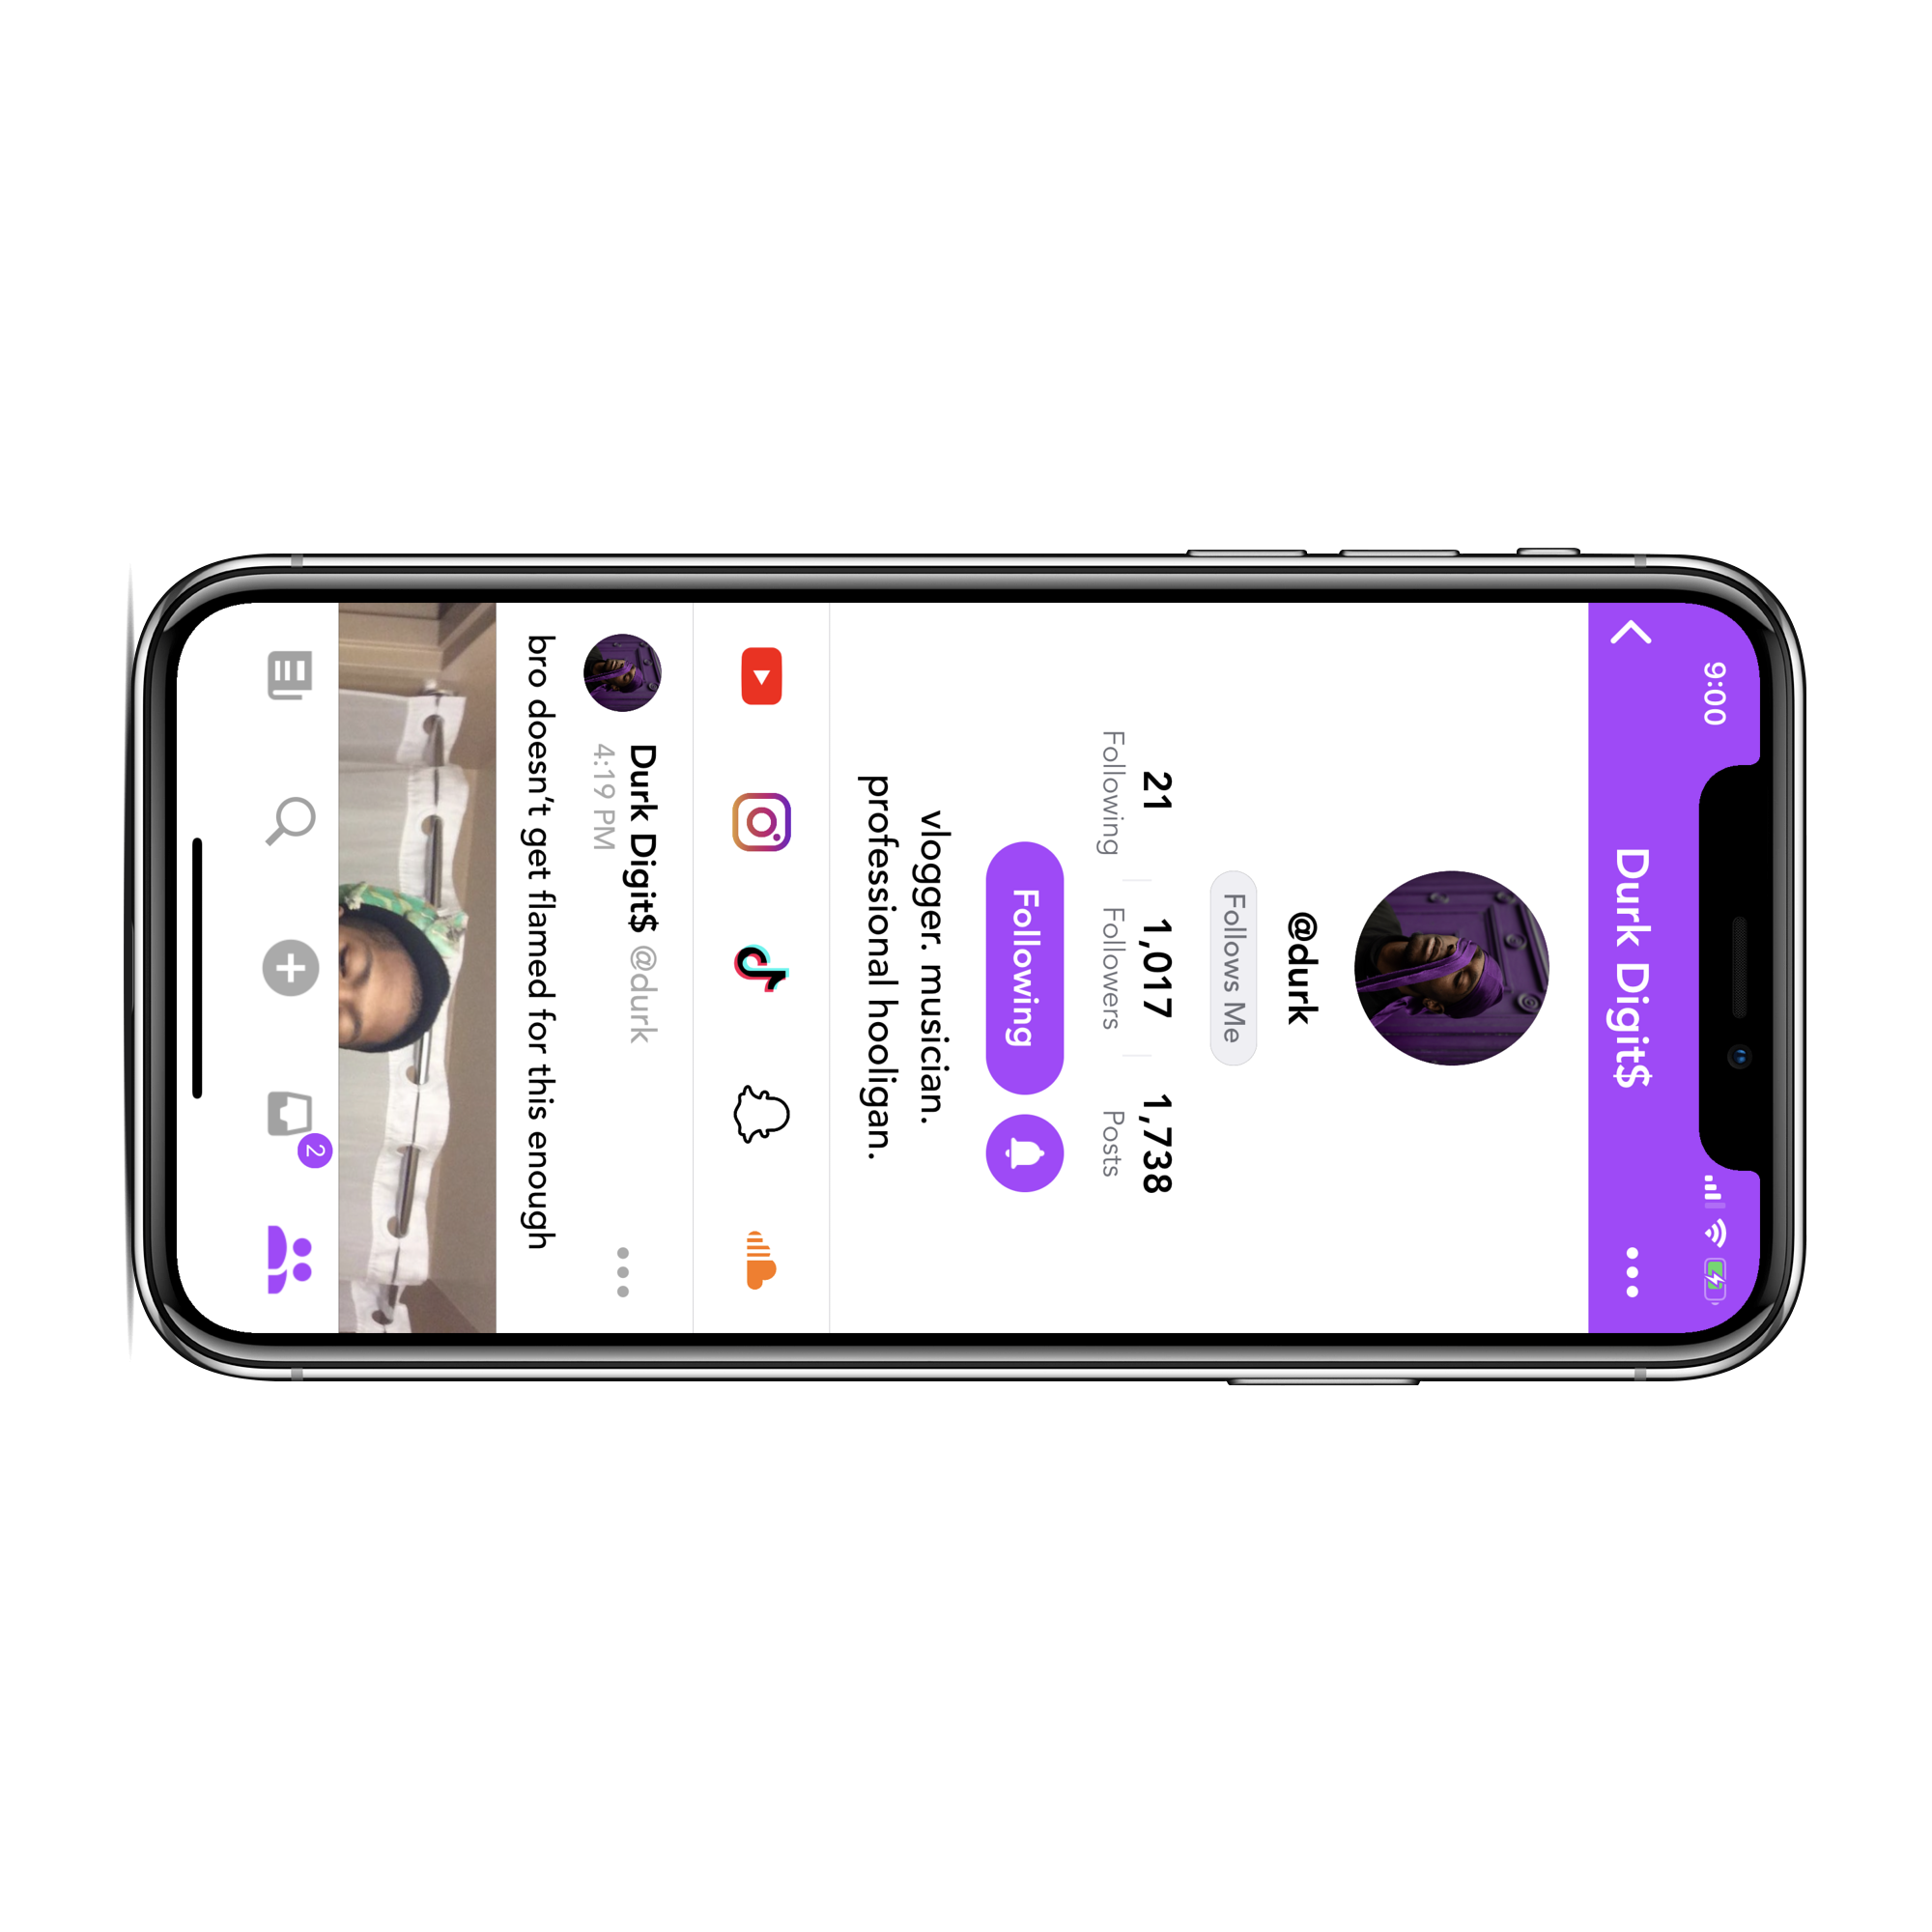 9:00
Durk Digit$
@durk
Follows Me
21 1,017 1,738
Following Followers Posts
Following
vlogger. musician.
professional hooligan.
Durk Digit$ @durk
4:19 PM
bro doesn't get flamed for this enough
2